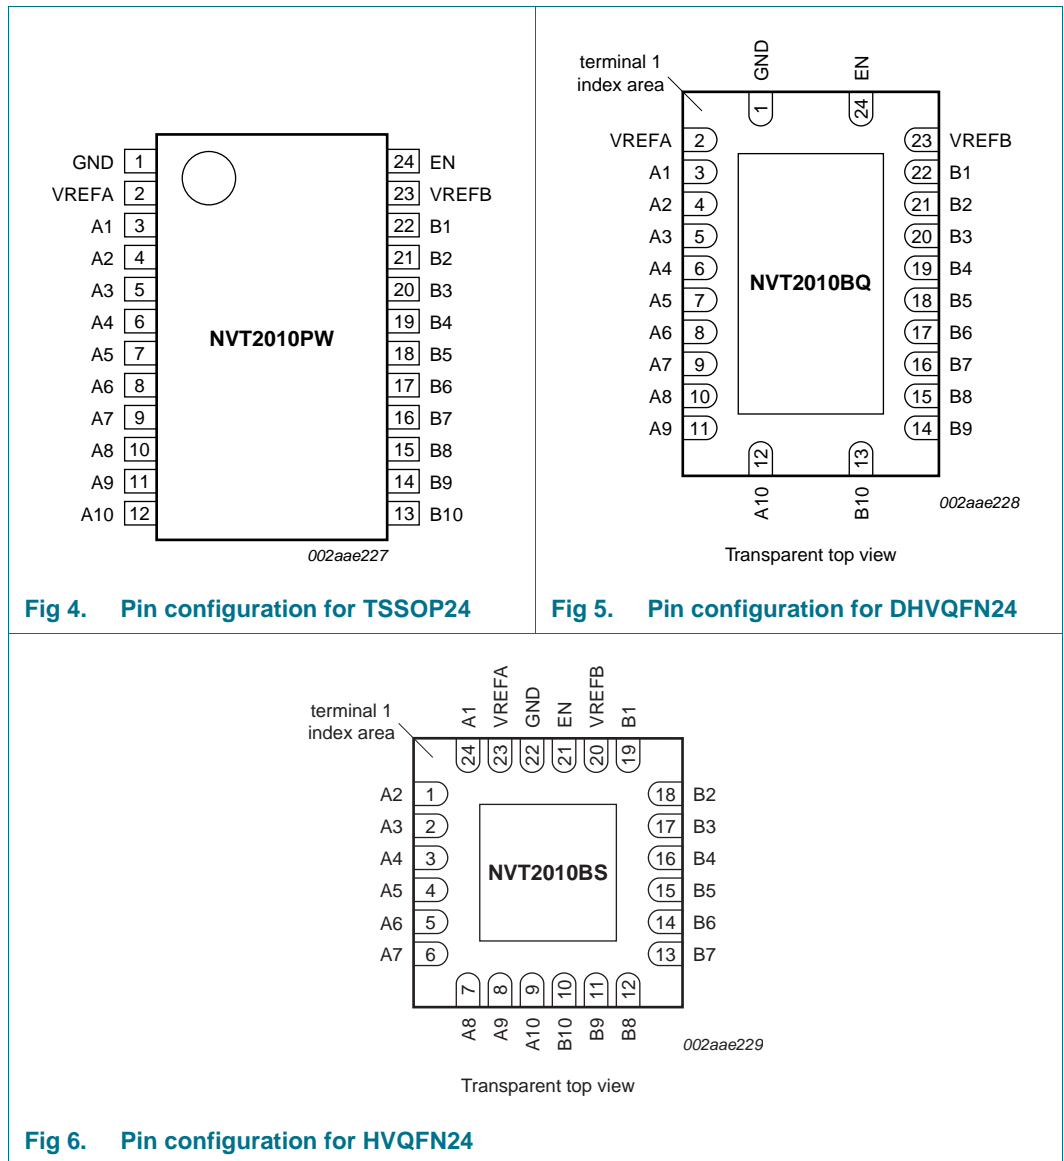 GND 1
VREFA 2
A1 3
A2 4
A3 5
A4 6
A5 7
A6 8
A7 9
A8 10
A9 11
A10 12
NVT2010PW
24 EN
23 VREFB
22 B1
21 B2
20 B3
19 B4
18 B5
17 B6
16 B7
15 B8
14 B9
13 B10
002aae227
Fig 4. Pin configuration for TSSOP24
terminal 1
index area
GND
EN
1
24
VREFA 2
A1 3
A2 4
A3 5
A4 6
A5 7
A6 8
A7 9
A8 10
A9 11
NVT2010BQ
23 VREFB
22 B1
21 B2
20 B3
19 B4
18 B5
17 B6
16 B7
15 B8
14 B9
12
13
A10
B10
002aae228
Transparent top view
Fig 5. Pin configuration for DHVQFN24
terminal 1
index area
A1
VREFA
GND
EN
VREFB
B1
24
23
22
21
20
19
A2 1
A3 2
A4 3
A5 4
A6 5
A7 6
NVT2010BS
18 B2
17 B3
16 B4
15 B5
14 B6
13 B7
7
8
9
10
11
12
A8
A9
A10
B10
B9
B8
002aae229
Transparent top view
Fig 6. Pin configuration for HVQFN24